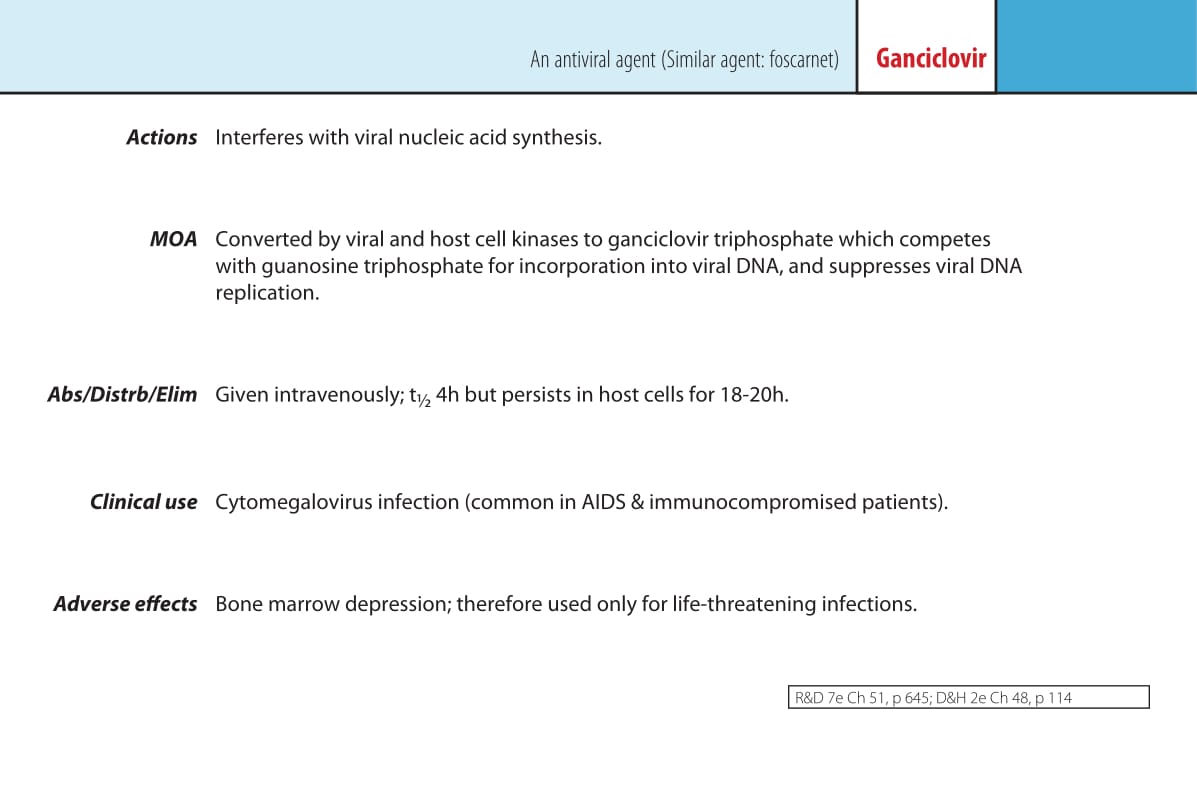 An antiviral agent (Similar agent: foscarnet) Ganciclovir
Actions Interferes with viral nucleic acid synthesis.
MOA Converted by viral and host cell kinases to ganciclovir triphosphate which competes
with guanosine triphosphate for incorporation into viral DNA, and suppresses viral DNA
replication.
Abs/Distrb/Elim Given intravenously; t½ 4h but persists in host cells for 18-20h.
Clinical use Cytomegalovirus infection (common in AIDS & immunocompromised patients).
Adverse effects Bone marrow depression; therefore used only for life-threatening infections.
R&D 7e Ch 51, p 645; D&H 2e Ch 48, p 114